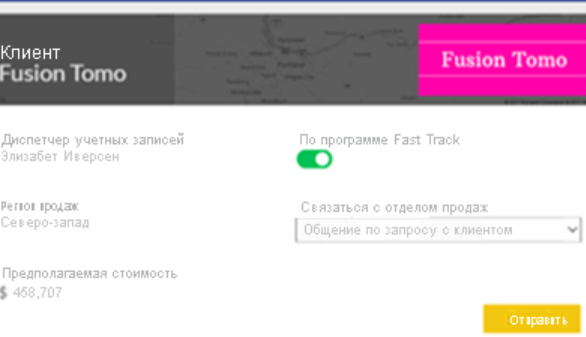 Клиент
Fusion Tomo
Fusion Tomo
Диспетчер учетных записей
Элизабет Иверсен
По программе Fast Track
Регион продаж
Северо-запад
Связаться с отделом продаж
Общение по запросу с клиентом
Предполагаемая стоимость
$ 458,707
Отправить